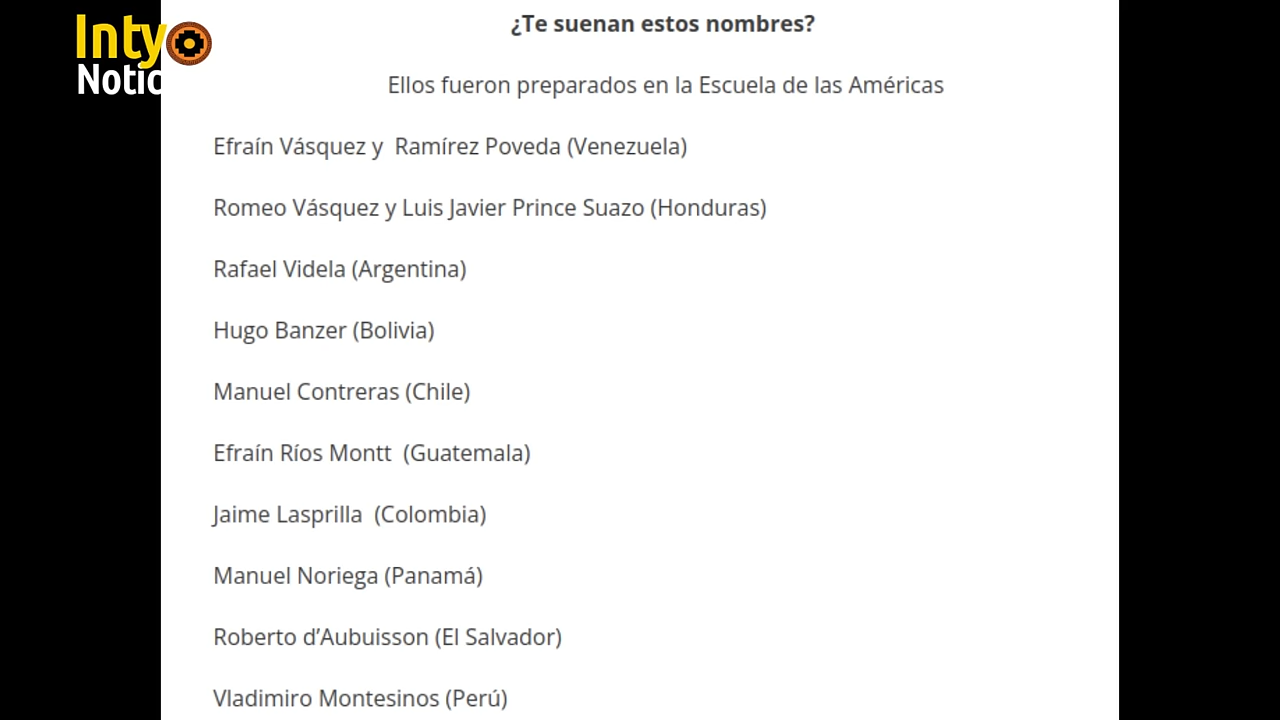 Inty
Notic
¿Te suenan estos nombres?
Ellos fueron preparados en la Escuela de las Américas
Efraín Vásquez y Ramírez Poveda (Venezuela)
Romeo Vásquez y Luis Javier Prince Suazo (Honduras)
Rafael Videla (Argentina)
Hugo Banzer (Bolivia)
Manuel Contreras (Chile)
Efraín Ríos Montt (Guatemala)
Jaime Lasprilla (Colombia)
Manuel Noriega (Panamá)
Roberto d’Aubuisson (El Salvador)
Vladimiro Montesinos (Perú)